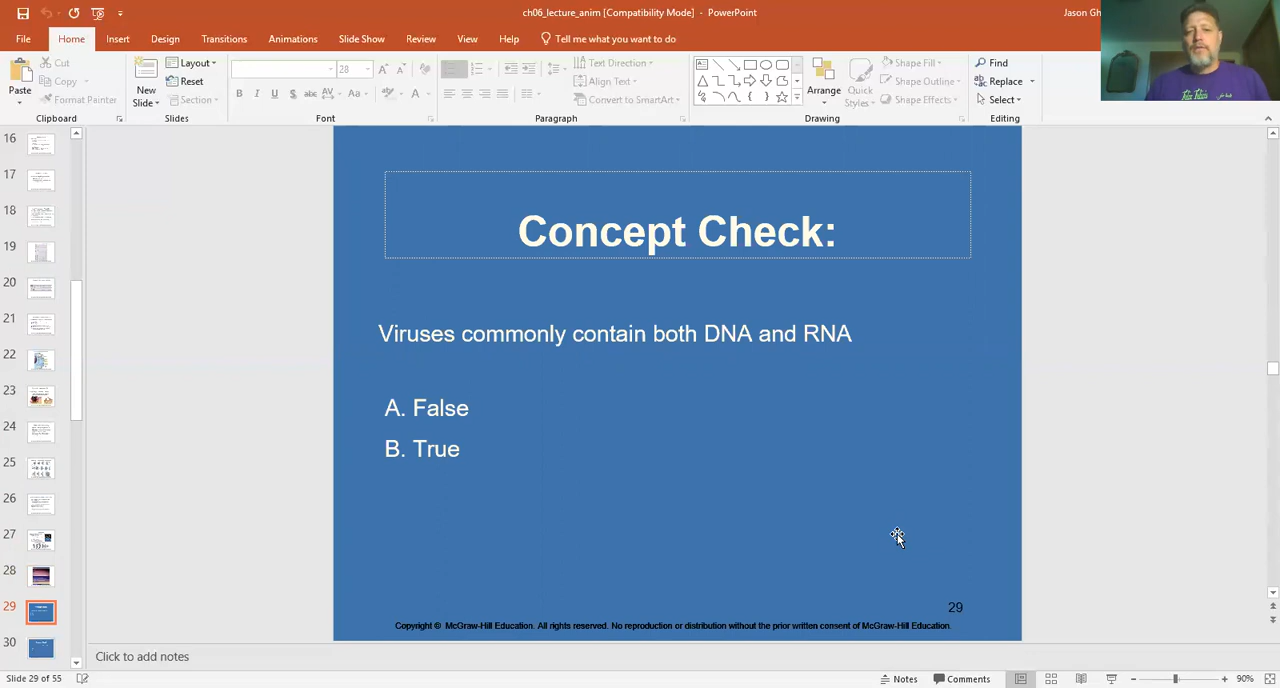 ch06_lecture_anim [Compatibility Mode] - PowerPoint
Jason Gh
File Home Insert Design Transitions Animations Slide Show Review View Help Tell me what you want to do
Paste
Cut
Copy
Format Painter
Clipboard
New
Slide
Layout
Reset
Section
Slides
28
B I U S abc AV Aa A
Font
Text Direction
Align Text
Convert to SmartArt
Paragraph
Arrange
Quick
Styles
Shape Fill
Shape Outline
Shape Effects
Drawing
Find
Replace
Select
Editing
16
17
18
19
20
21
22
23
24
25
26
27
28
29
30
Concept Check:
Viruses commonly contain both DNA and RNA
A. False
B. True
29
Copyright © McGraw-Hill Education. All rights reserved. No reproduction or distribution without the prior written consent of McGraw-Hill Education.
Click to add notes
Slide 29 of 55
Notes Comments
90%